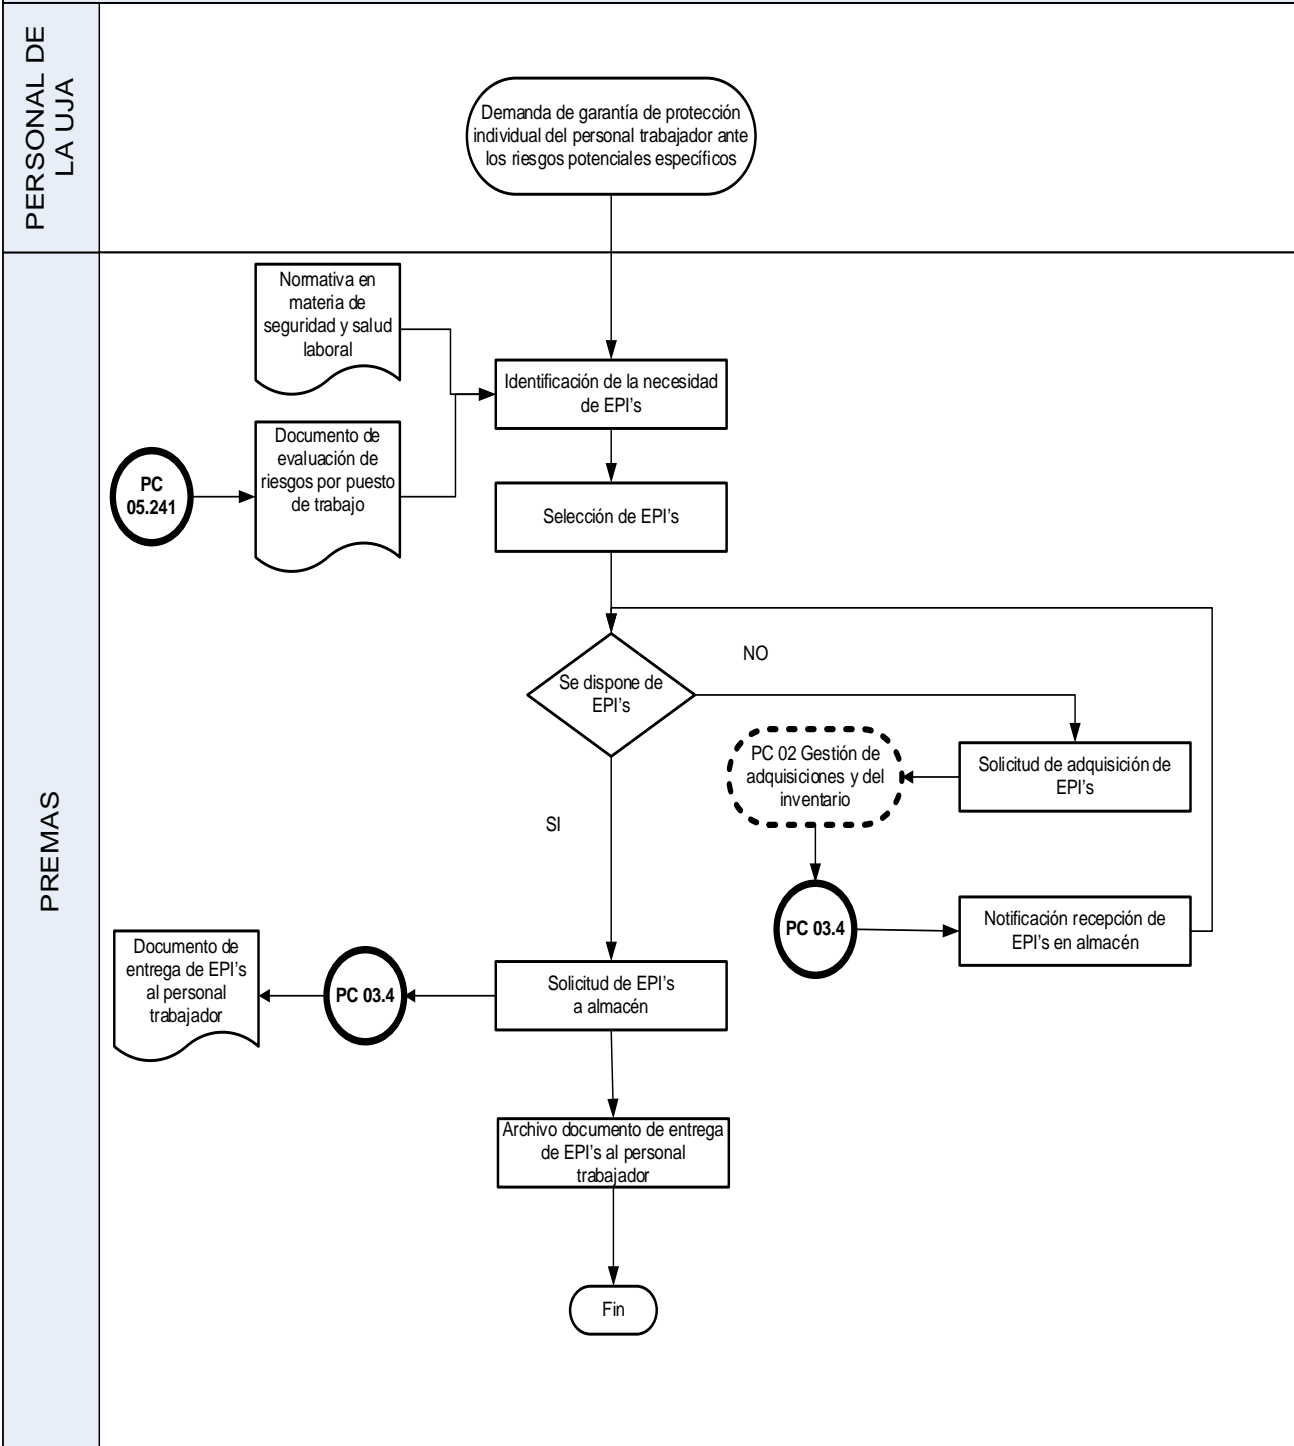 PERSONAL DE
LA UJA
Demanda de garantía de protección
individual del personal trabajador ante
los riesgos potenciales específicos
PREMAS
Normativa en
materia de
seguridad y salud
laboral
Identificación de la necesidad
de EPI's
Documento de
evaluación de
riesgos por puesto
de trabajo
PC
05.241
Selección de EPI's
NO
Se dispone de
EPI's
PC 02 Gestión de
adquisiciones y del
inventario
Solicitud de adquisición de
EPI's
SI
PC 03.4
Notificación recepción de
EPI's en almacén
Documento de
entrega de EPI's
al personal
trabajador
PC 03.4
Solicitud de EPI's
a almacén
Archivo documento de entrega
de EPI's al personal
trabajador
Fin